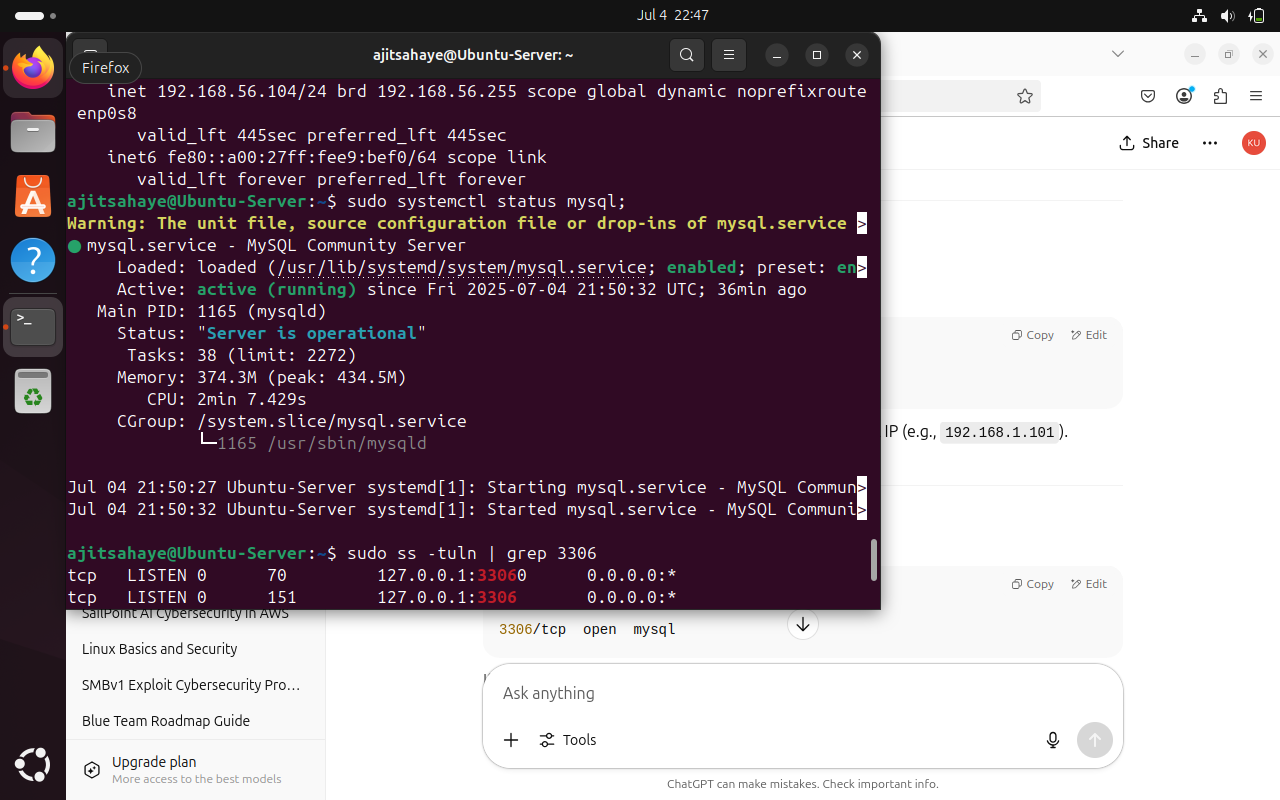 Jul 4 22:47
ajitsahaye@Ubuntu-Server: ~
Firefox
inet 192.168.56.104/24 brd 192.168.56.255 scope global dynamic noprefixroute
enp0s8
valid_lft 445sec preferred_lft 445sec
inet6 fe80::a00:27ff:fee9:bef0/64 scope link
valid_lft forever preferred_lft forever
ajitsahaye@Ubuntu-Server:~$ sudo systemctl status mysql;
Warning: The unit file, source configuration file or drop-ins of mysql.service >
● mysql.service - MySQL Community Server
Loaded: loaded (/usr/lib/systemd/system/mysql.service; enabled; preset: en>
Active: active (running) since Fri 2025-07-04 21:50:32 UTC; 36min ago
Main PID: 1165 (mysqld)
Status: "Server is operational"
Tasks: 38 (limit: 2272)
Memory: 374.3M (peak: 434.5M)
CPU: 2min 7.429s
CGroup: /system.slice/mysql.service
└─1165 /usr/sbin/mysqld
Jul 04 21:50:27 Ubuntu-Server systemd[1]: Starting mysql.service - MySQL Commun>
Jul 04 21:50:32 Ubuntu-Server systemd[1]: Started mysql.service - MySQL Communi>
ajitsahaye@Ubuntu-Server:~$ sudo ss -tuln | grep 3306
tcp LISTEN 0 70 127.0.0.1:33060 0.0.0.0:*
tcp LISTEN 0 151 127.0.0.1:3306 0.0.0.0:*
Share
KU
Copy Edit
IP (e.g., 192.168.1.101).
Copy Edit
3306/tcp open mysql
SailPoint AI Cybersecurity in AWS
Linux Basics and Security
SMBv1 Exploit Cybersecurity Pro...
Blue Team Roadmap Guide
Upgrade plan
More access to the best models
Ask anything
Tools
ChatGPT can make mistakes. Check important info.